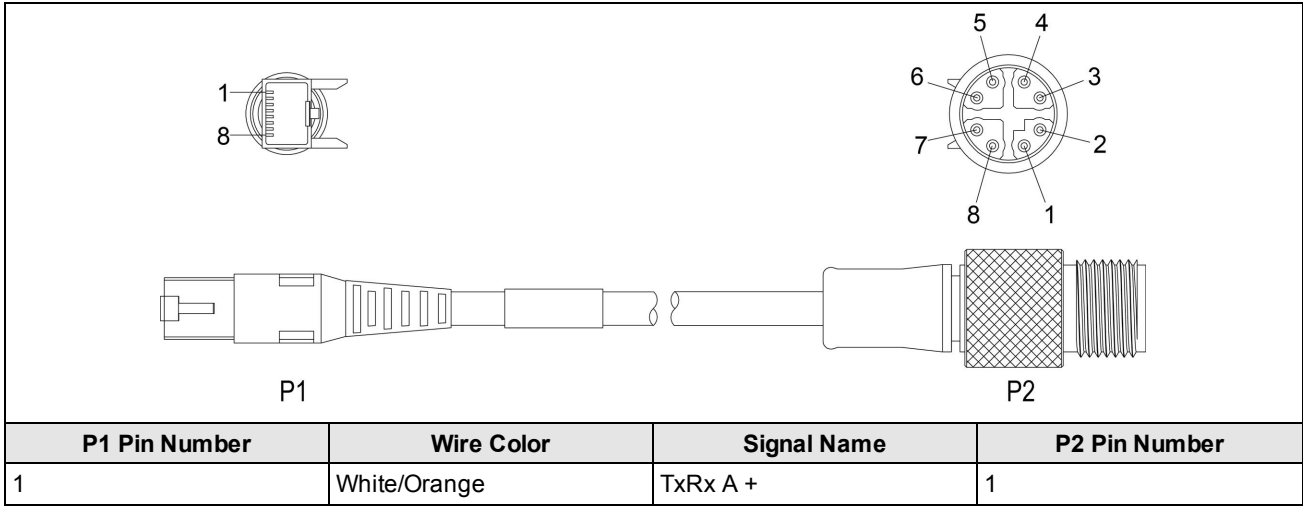 5 4
1 6 3
8 7 2
8 1
P1 P2
P1 Pin Number Wire Color Signal Name P2 Pin Number
1 White/Orange TxRx A + 1